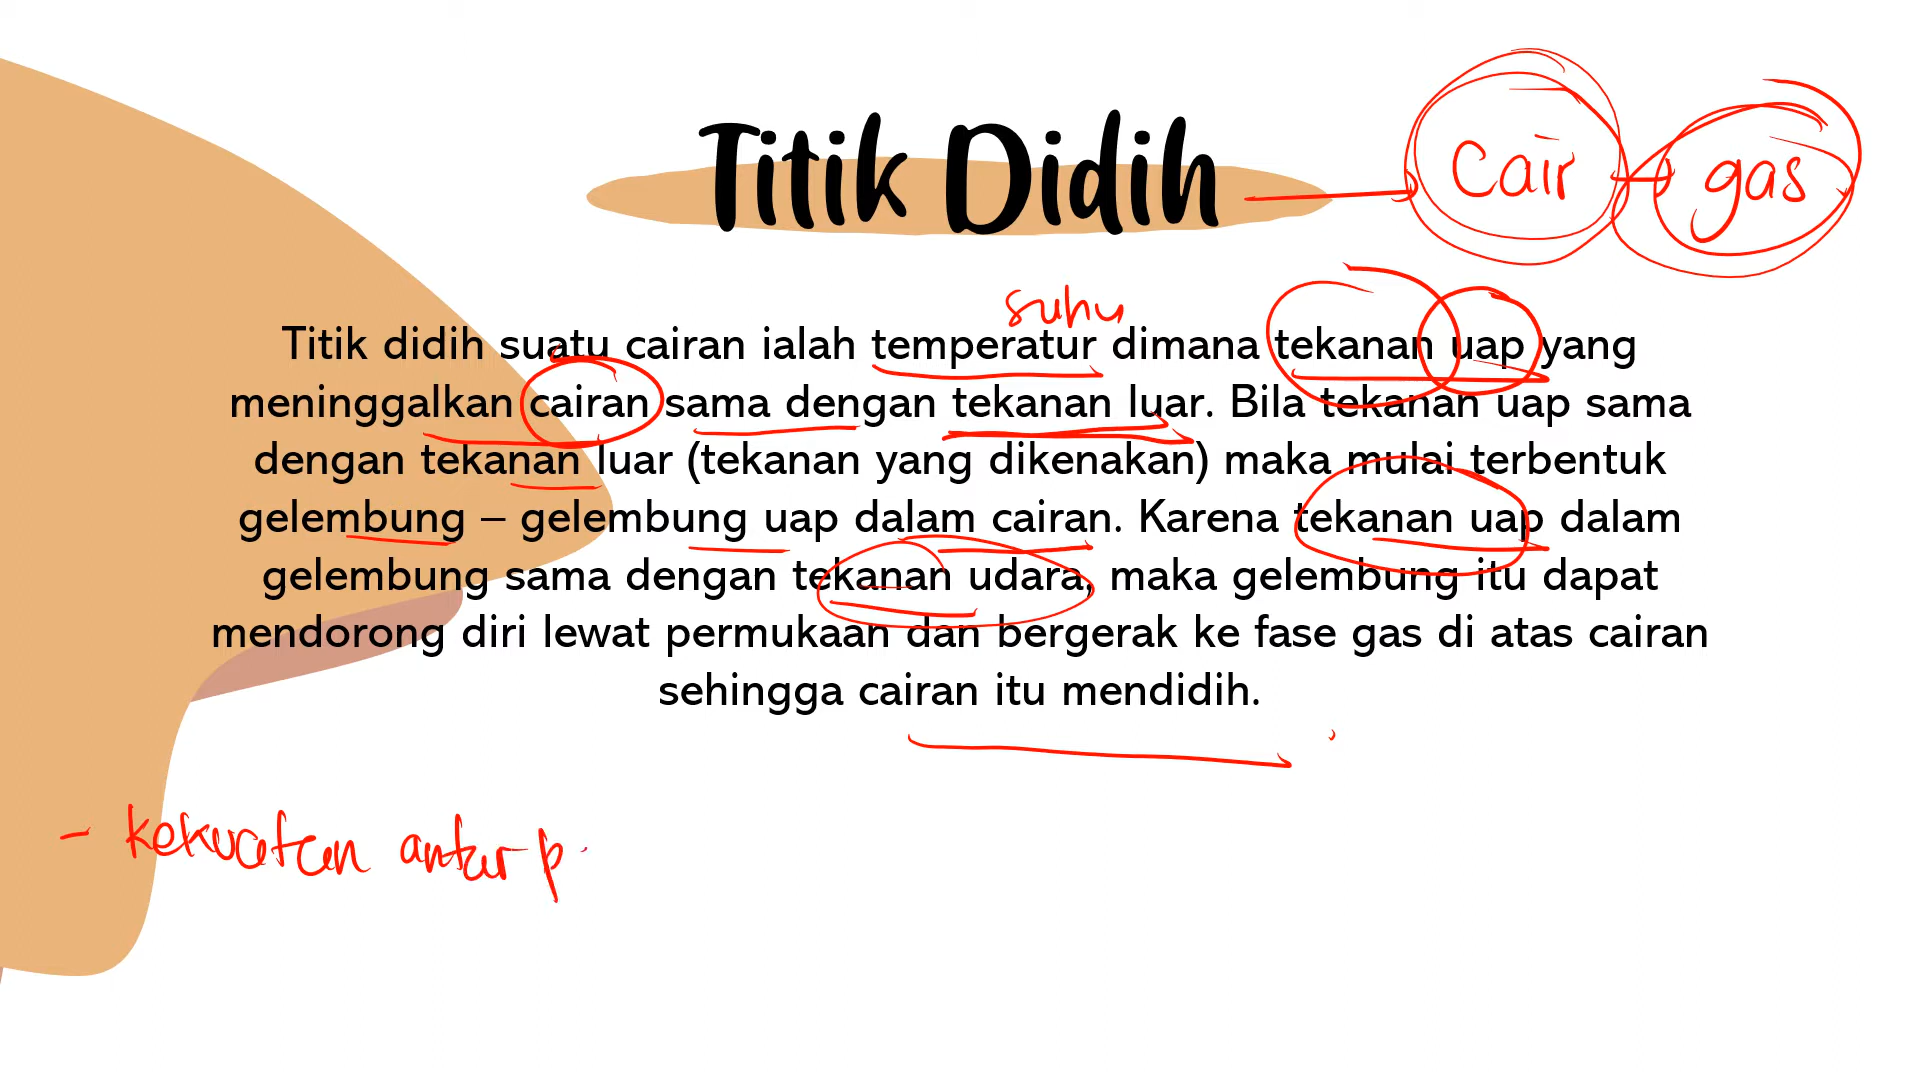 Titik Didih
cair → gas
suhu
Titik didih suatu cairan ialah temperatur dimana tekanan uap yang
meninggalkan cairan sama dengan tekanan luar. Bila tekanan uap sama
dengan tekanan luar (tekanan yang dikenakan) maka mulai terbentuk
gelembung – gelembung uap dalam cairan. Karena tekanan uap dalam
gelembung sama dengan tekanan udara, maka gelembung itu dapat
mendorong diri lewat permukaan dan bergerak ke fase gas di atas cairan
sehingga cairan itu mendidih.
- kekuatan antar p